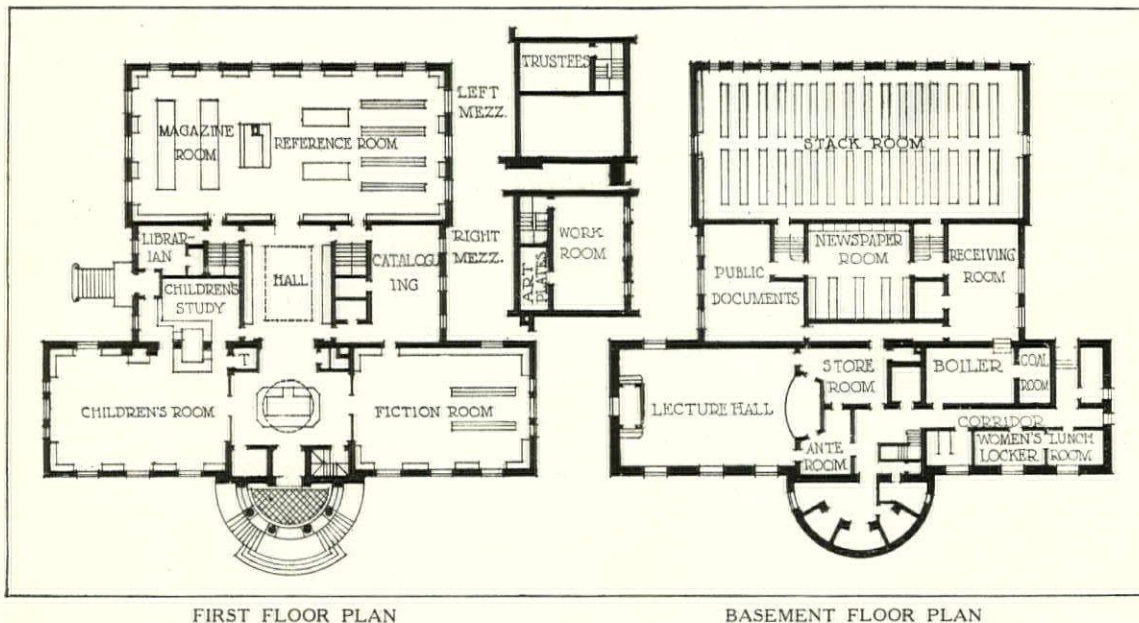 TRUSTEES
LEFT
MEZZ.
MAGAZINE
ROOM
REFERENCE ROOM
LIBRAR-
IAN
CHILDREN'S
STUDY
HALL
CATALOGU
ING
RIGHT
MEZZ.
WORK
ROOM
ART
PLATES
T
CHILDREN'S ROOM
FICTION ROOM
FIRST FLOOR PLAN
STACK ROOM
NEWSPAPER
ROOM
PUBLIC
DOCUMENTS
RECEIVING
ROOM
LECTURE HALL
STORE
ROOM
BOILER
COAL
ROOM
CORRIDOR
ANTE
ROOM
WOMEN'S
LOCKER
LUNCH
ROOM
T
BASEMENT FLOOR PLAN